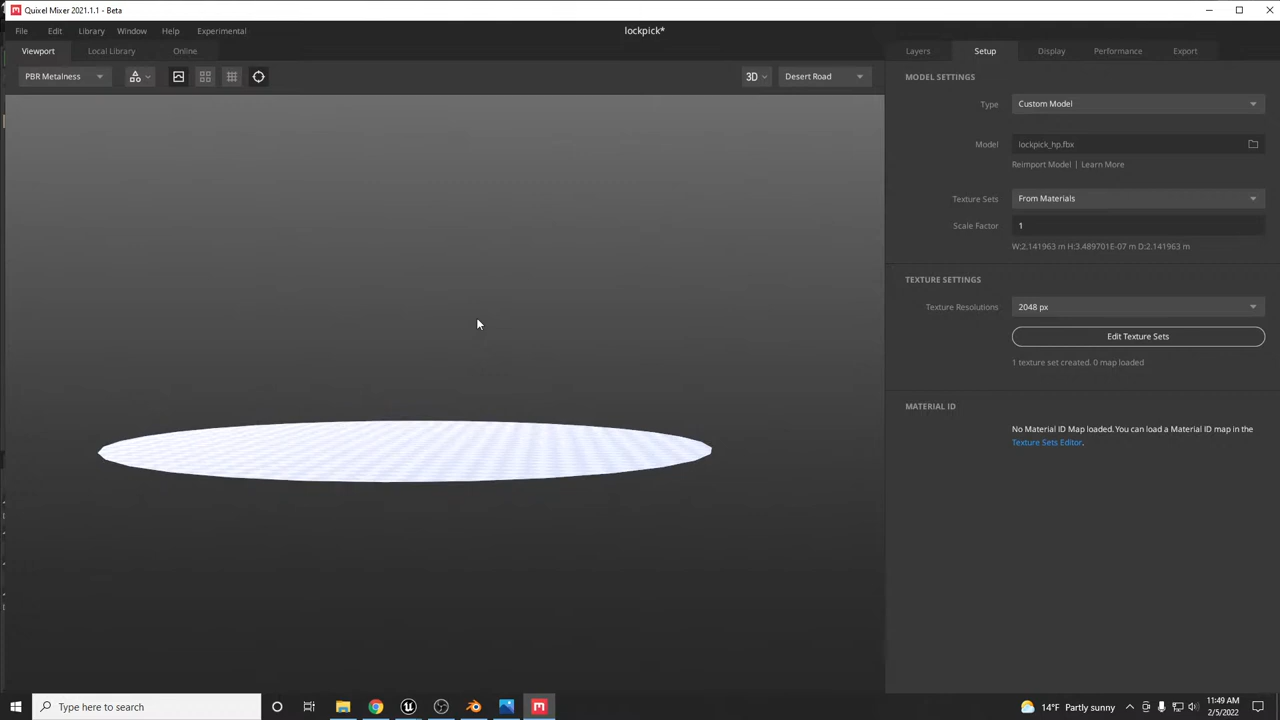 Quixel Mixer 2021.1.1 - Beta
File Edit Library Window Help Experimental lockpick*
Viewport Local Library Online Layers Setup Display Performance Export
PBR Metalness 3D Desert Road
MODEL SETTINGS
Type Custom Model
Model lockpick_hp.fbx
Reimport Model | Learn More
Texture Sets From Materials
Scale Factor 1
W:2.141963 m H:3.489701E-07 m D:2.141963 m
TEXTURE SETTINGS
Texture Resolutions 2048 px
Edit Texture Sets
1 texture set created. 0 map loaded
MATERIAL ID
No Material ID Map loaded. You can load a Material ID map in the
Texture Sets Editor.
Type here to search 14°F Partly sunny 11:49 AM
2/5/2022